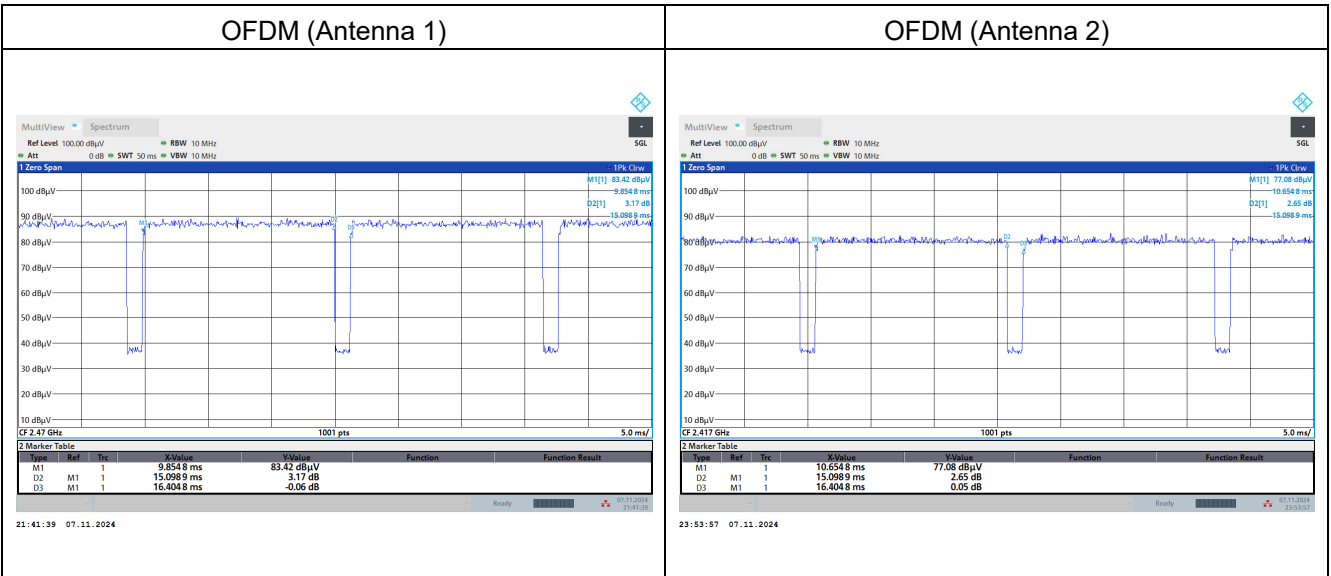 OFDM (Antenna 1)
MultiView Spectrum
Ref Level 100.00 dBµV RBW 10 MHz SGL
Att 0 dB SWT 50 ms VBW 10 MHz
1 Zero Span 1Pk Clrw
M1[1] 83.42 dBµV
9.854 8 ms
D2[1] 3.17 dB
15.098 9 ms
100 dBµV
90 dBµV
80 dBµV
70 dBµV
60 dBµV
50 dBµV
40 dBµV
30 dBµV
20 dBµV
10 dBµV
M1 D2 D3
CF 2.47 GHz 1001 pts 5.0 ms/
2 Marker Table
Type Ref Trc X-Value Y-Value Function Function Result
M1 1 9.854 8 ms 83.42 dBµV
D2 M1 1 15.098 9 ms 3.17 dB
D3 M1 1 16.404 8 ms -0.06 dB
Ready 07.11.2024
21:41:39
21:41:39 07.11.2024
OFDM (Antenna 2)
MultiView Spectrum
Ref Level 100.00 dBµV RBW 10 MHz SGL
Att 0 dB SWT 50 ms VBW 10 MHz
1 Zero Span 1Pk Clrw
M1[1] 77.08 dBµV
10.654 8 ms
D2[1] 2.65 dB
15.098 9 ms
100 dBµV
90 dBµV
80 dBµV
70 dBµV
60 dBµV
50 dBµV
40 dBµV
30 dBµV
20 dBµV
10 dBµV
M1 D2 D3
CF 2.417 GHz 1001 pts 5.0 ms/
2 Marker Table
Type Ref Trc X-Value Y-Value Function Function Result
M1 1 10.654 8 ms 77.08 dBµV
D2 M1 1 15.098 9 ms 2.65 dB
D3 M1 1 16.404 8 ms 0.05 dB
Ready 07.11.2024
23:53:57
23:53:57 07.11.2024